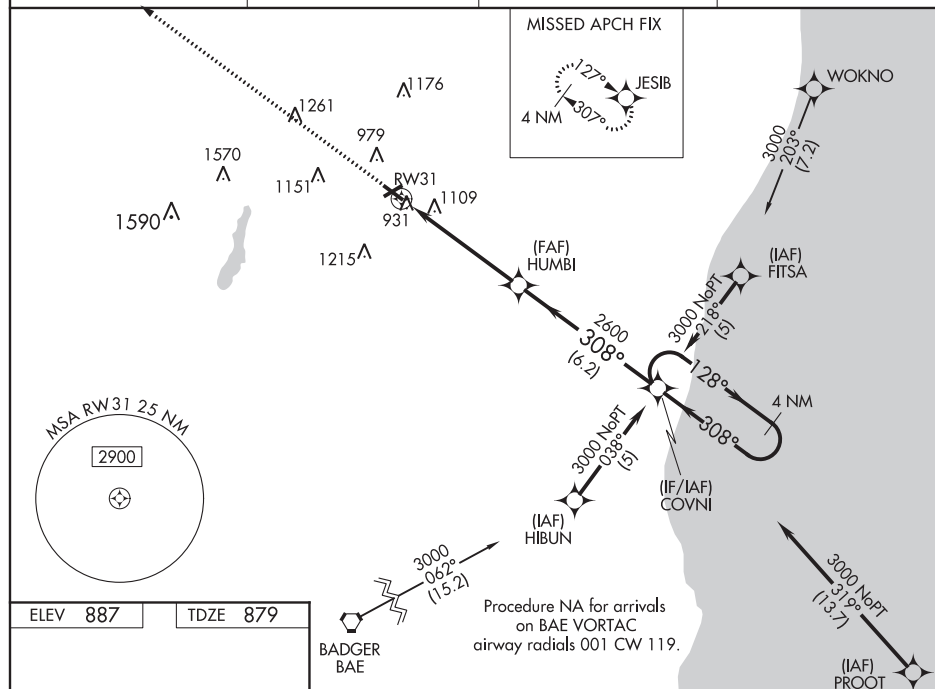 MISSED APCH FIX
127°
JESIB
307°
4 NM
WOKNO
3000
203°
(7.2)
1176
1261
979
1570
1151
RW31
1590
931
1109
1215
(FAF)
HUMBI
(IAF)
FITSA
3000 NoPT
218°
(5)
2600
308°
(6.2)
128°
4 NM
308°
MSA RW31 25 NM
2900
3000 NoPT
038°
(5)
(IF/IAF)
COVNI
(IAF)
HIBUN
3000
062°
(15.2)
3000 NoPT
319°
(13.7)
ELEV 887
TDZE 879
Procedure NA for arrivals
on BAE VORTAC
airway radials 001 CW 119.
BADGER
BAE
(IAF)
PROOT